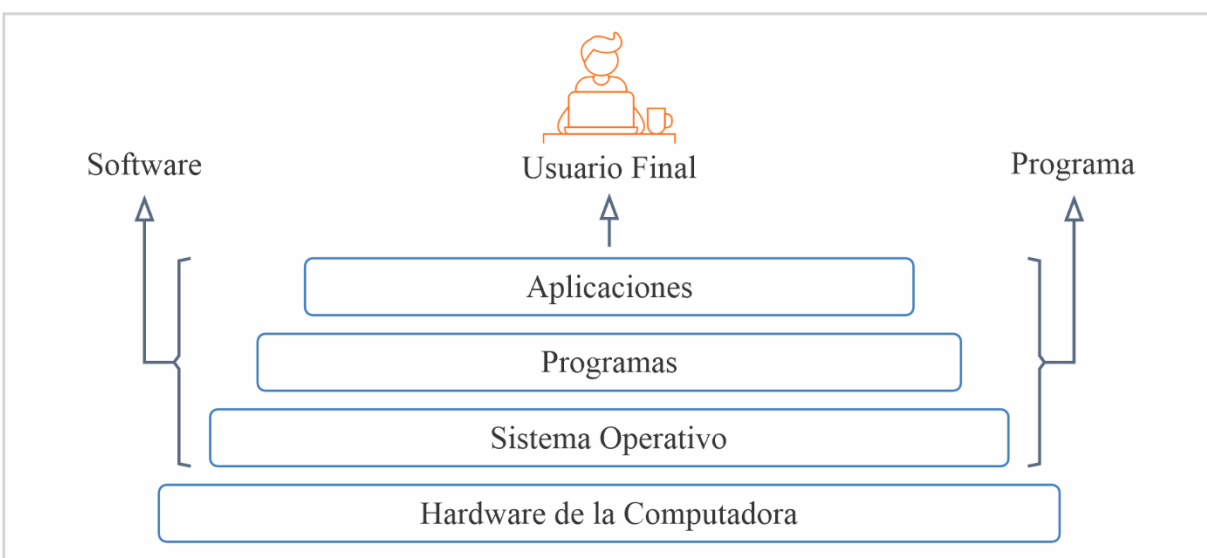 Software
Usuario Final
Programa
Aplicaciones
Programas
Sistema Operativo
Hardware de la Computadora